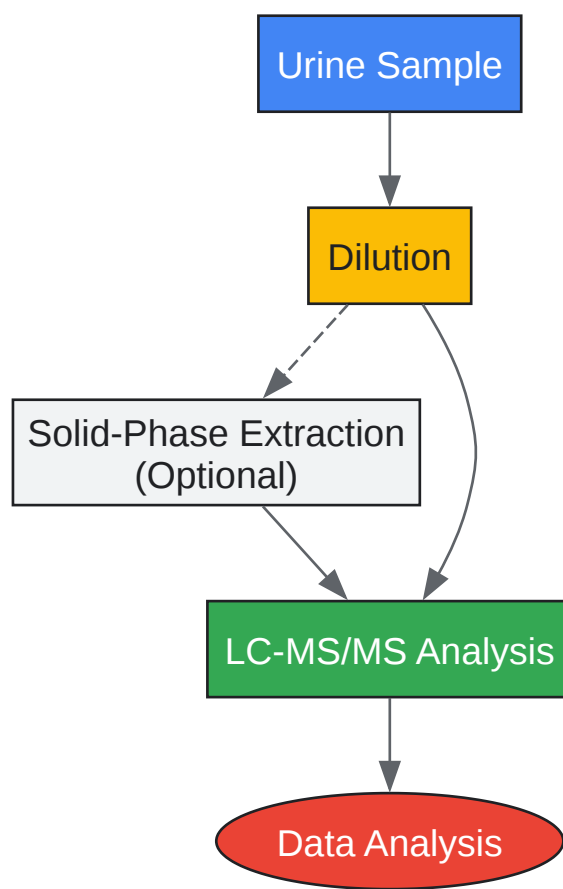 Urine Sample
Dilution
Solid-Phase Extraction
(Optional)
LC-MS/MS Analysis
Data Analysis